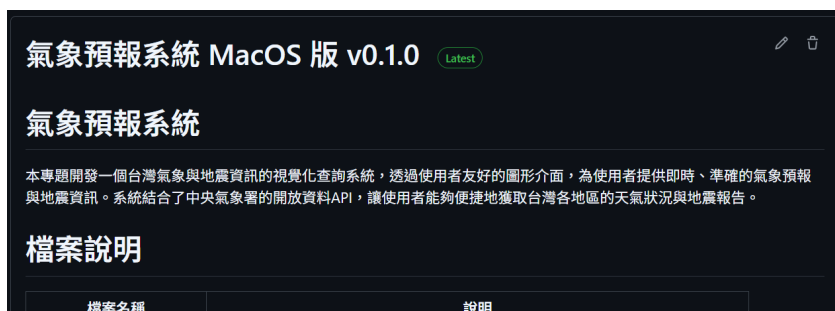 氣象預報系統 MacOS 版 v0.1.0 Latest
氣象預報系統
本專題開發一個台灣氣象與地震資訊的視覺化查詢系統，透過使用者友好的圖形介面，為使用者提供即時、準確的氣象預報
與地震資訊。系統結合了中央氣象署的開放資料API，讓使用者能夠便捷地獲取台灣各地區的天氣狀況與地震報告。
檔案說明
檔案名稱 說明